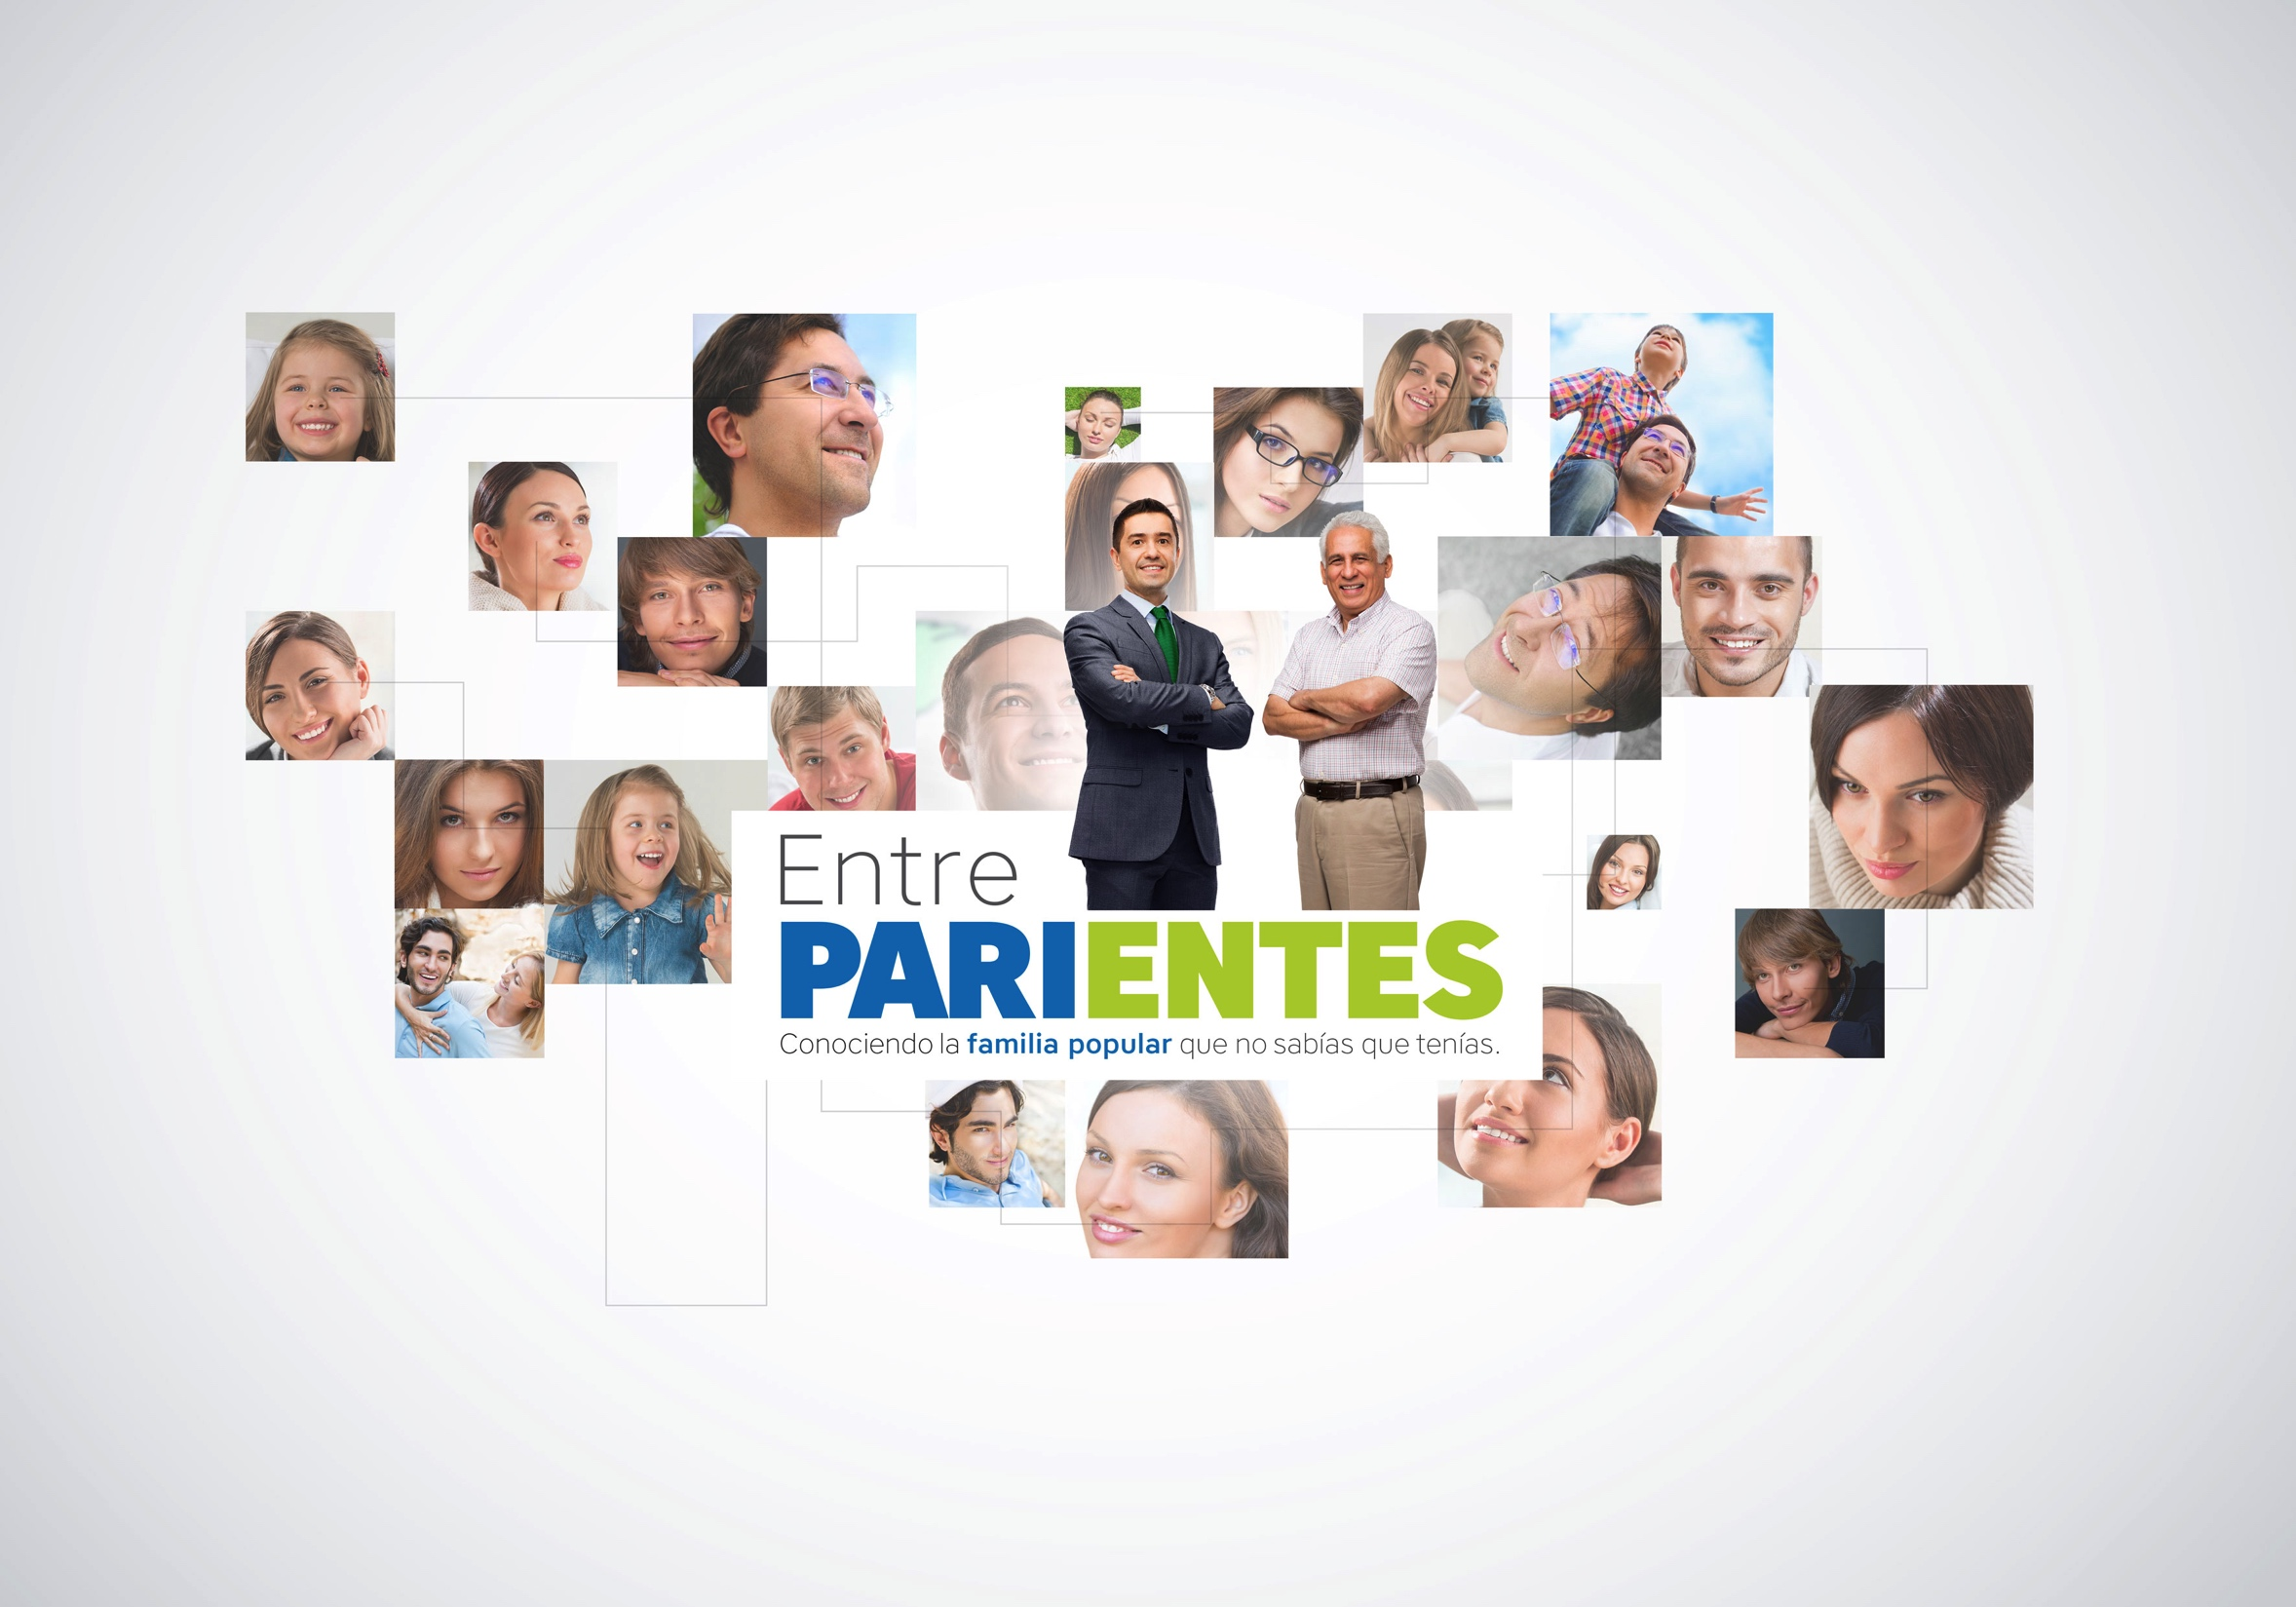 Entre
PARIENTES
Conociendo la familia popular que no sabías que tenías.